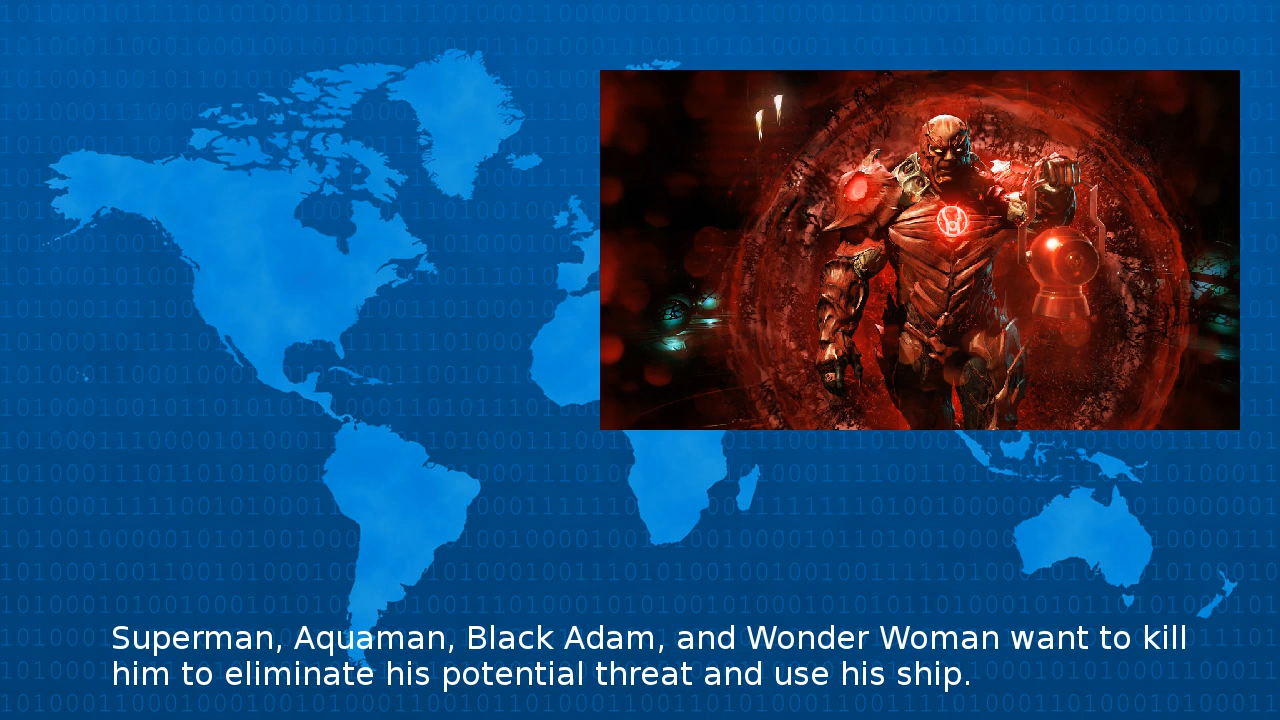 Superman, Aquaman, Black Adam, and Wonder Woman want to kill
him to eliminate his potential threat and use his ship.